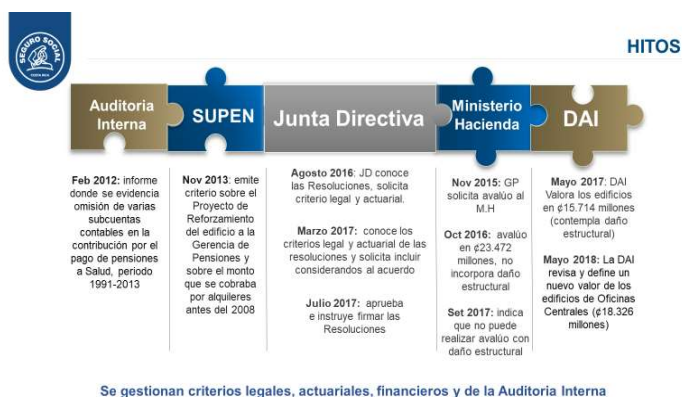 SEGURO SOCIAL
COSTA RICA
HITOS
Auditoria
Interna
SUPEN
Junta Directiva
Ministerio
Hacienda
DAI
Feb 2012: informe
donde se evidencia
omisión de varias
subcuentas
contables en la
contribución por el
pago de pensiones
a Salud, periodo
1991-2013
Nov 2013: emite
criterio sobre el
Proyecto de
Reforzamiento
del edificio a la
Gerencia de
Pensiones y
sobre el monto
que se cobraba
por alquileres
antes del 2008
Agosto 2016: JD conoce
las Resoluciones, solicita
criterio legal y actuarial.
Marzo 2017: conoce los
criterios legal y actuarial de las
resoluciones y solicita incluir
considerandos al acuerdo
Julio 2017: aprueba
e instruye firmar las
Resoluciones
Nov 2015: GP
solicita avalúo al
M.H
Oct 2016: avalúo
en ¢23.472
millones, no
incorpora daño
estructural
Set 2017: indica
que no puede
realizar avalúo con
daño estructural
Mayo 2017: DAI
Valora los edificios
en ¢15.714 millones
(contempla daño
estructural)
Mayo 2018: La DAI
revisa y define un
nuevo valor de los
edificios de Oficinas
Centrales (¢18.326
millones)
Se gestionan criterios legales, actuariales, financieros y de la Auditoria Interna